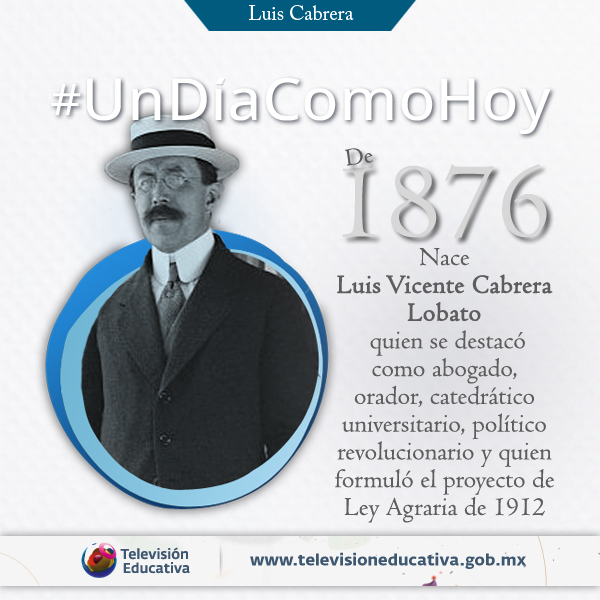 Luis Cabrera
#UnDíaComoHoy
De
1876
Nace
Luis Vicente Cabrera
Lobato
quien se destacó
como abogado,
orador, catedrático
universitario, político
revolucionario y quien
formuló el proyecto de
Ley Agraria de 1912
Televisión
Educativa
www.televisioneducativa.gob.mx